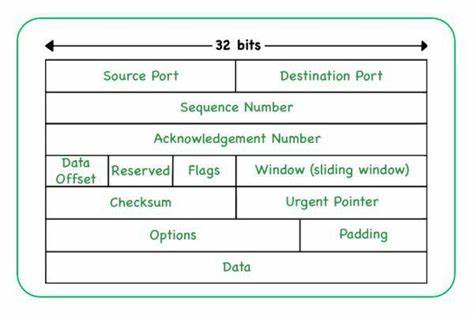 32 bits
Source Port
Destination Port
Sequence Number
Acknowledgement Number
Data
Offset
Reserved
Flags
Window (sliding window)
Checksum
Urgent Pointer
Options
Padding
Data